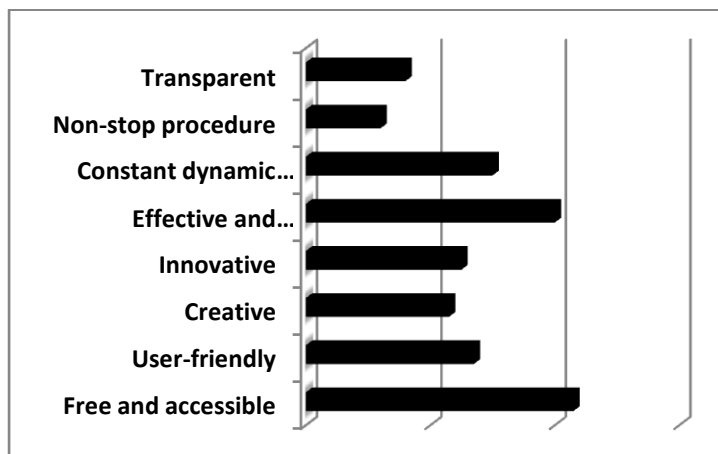 Transparent
Non-stop procedure
Constant dynamic...
Effective and...
Innovative
Creative
User-friendly
Free and accessible